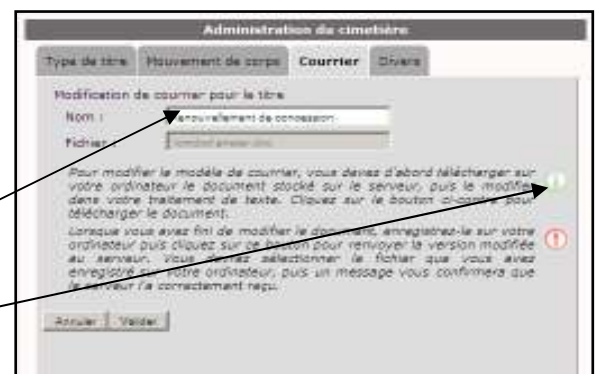 Administration du cimetière
Type de titre Mouvement de corps Courrier Divers
Modification de courrier pour le titre
Nom : renouvellement de concession
Fichier :
Pour modifier le modèle de courrier, vous devez d'abord télécharger sur
votre ordinateur le document stocké sur le serveur, puis le modifier
dans votre traitement de texte. Cliquez sur le bouton ci-contre pour
télécharger le document.
Lorsque vous avez fini de modifier le document, enregistrez-le sur votre
ordinateur puis cliquez sur ce bouton pour renvoyer la version modifiée
au serveur. Vous devrez sélectionner le fichier que vous avez
enregistré sur votre ordinateur, puis un message vous confirmera que
le serveur l'a correctement reçu.
Annuler Valider